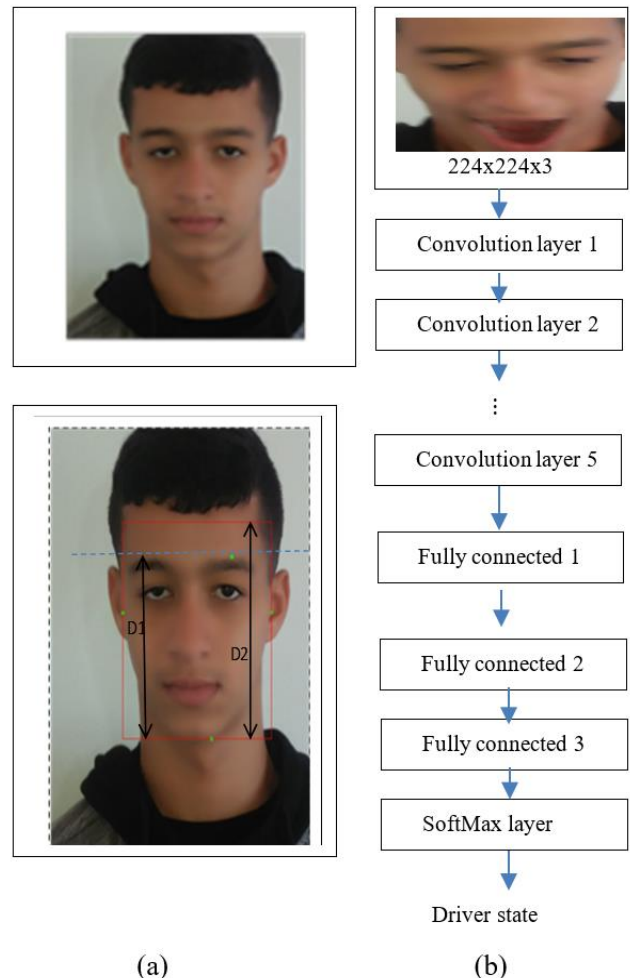 224x224x3
Convolution layer 1
Convolution layer 2
⋮
Convolution layer 5
Fully connected 1
D1
D2
Fully connected 2
Fully connected 3
SoftMax layer
Driver state
(a)
(b)